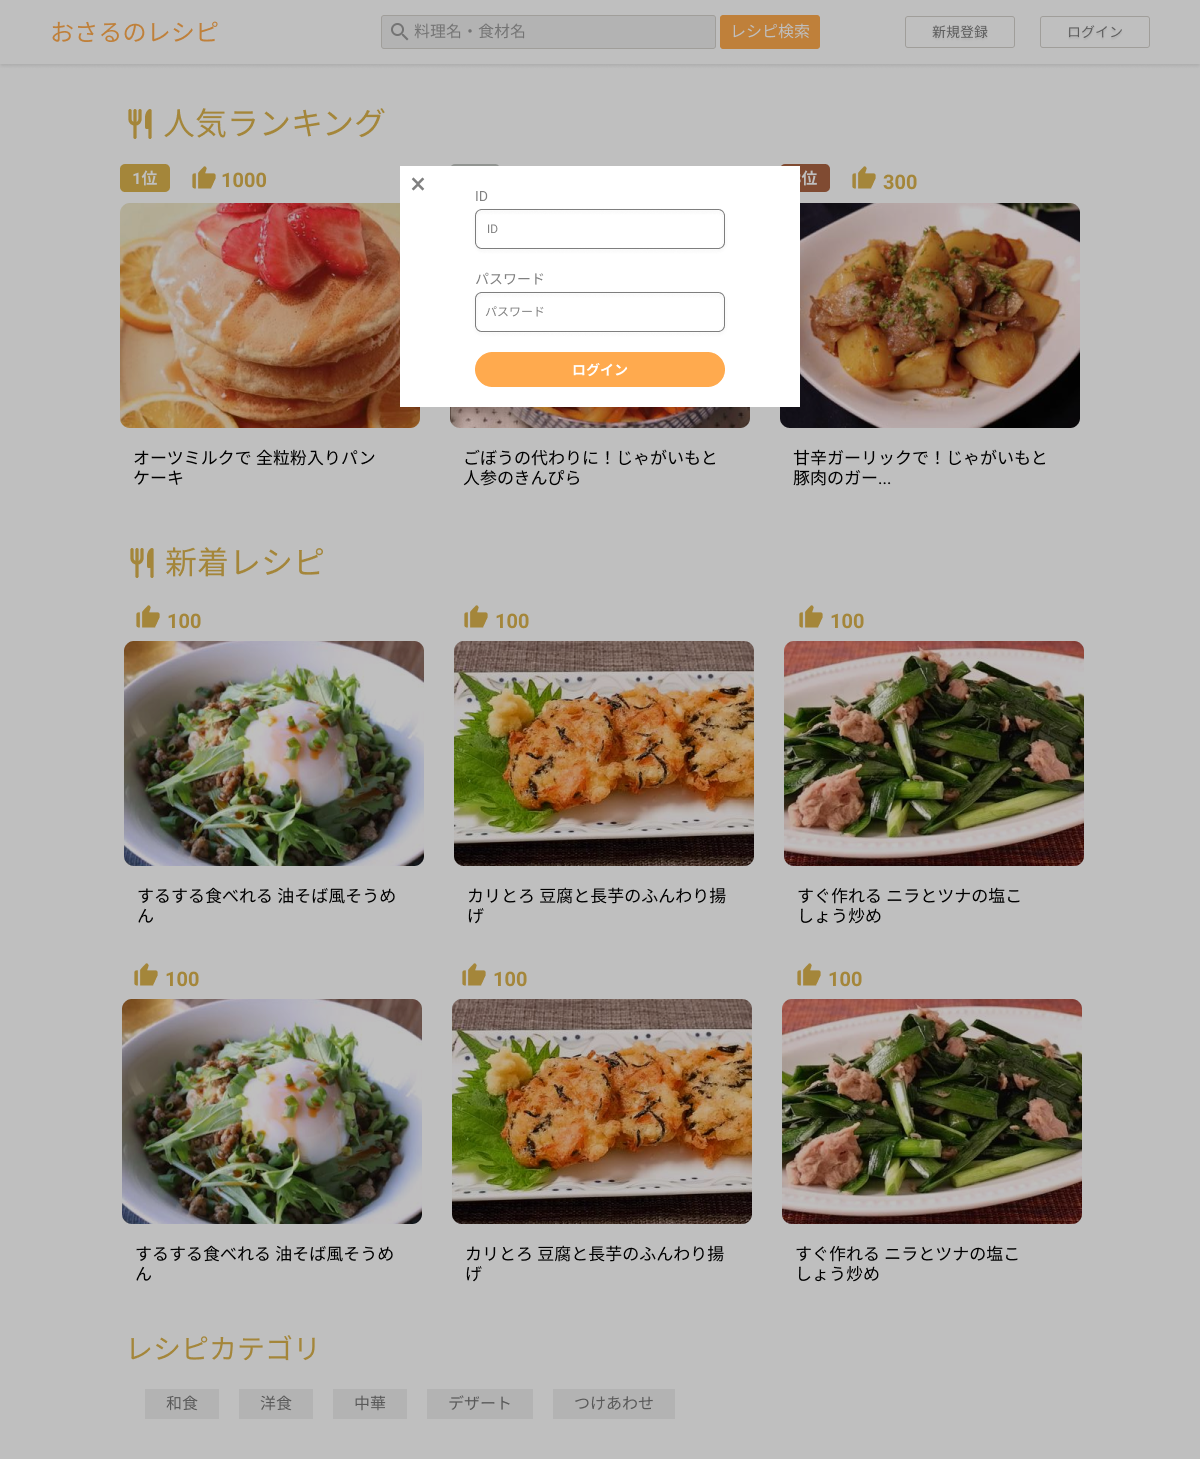 おさるのレシピ
料理名・食材名
レシピ検索
新規登録
ログイン
人気ランキング
1位
1000
位
300
ID
ID
パスワード
パスワード
ログイン
オーツミルクで 全粒粉入りパン
ケーキ
ごぼうの代わりに！じゃがいもと
人参のきんぴら
甘辛ガーリックで！じゃがいもと
豚肉のガー...
新着レシピ
100
100
100
するする食べれる 油そば風そうめ
ん
カリとろ 豆腐と長芋のふんわり揚
げ
すぐ作れる ニラとツナの塩こ
しょう炒め
100
100
100
するする食べれる 油そば風そうめ
ん
カリとろ 豆腐と長芋のふんわり揚
げ
すぐ作れる ニラとツナの塩こ
しょう炒め
レシピカテゴリ
和食
洋食
中華
デザート
つけあわせ